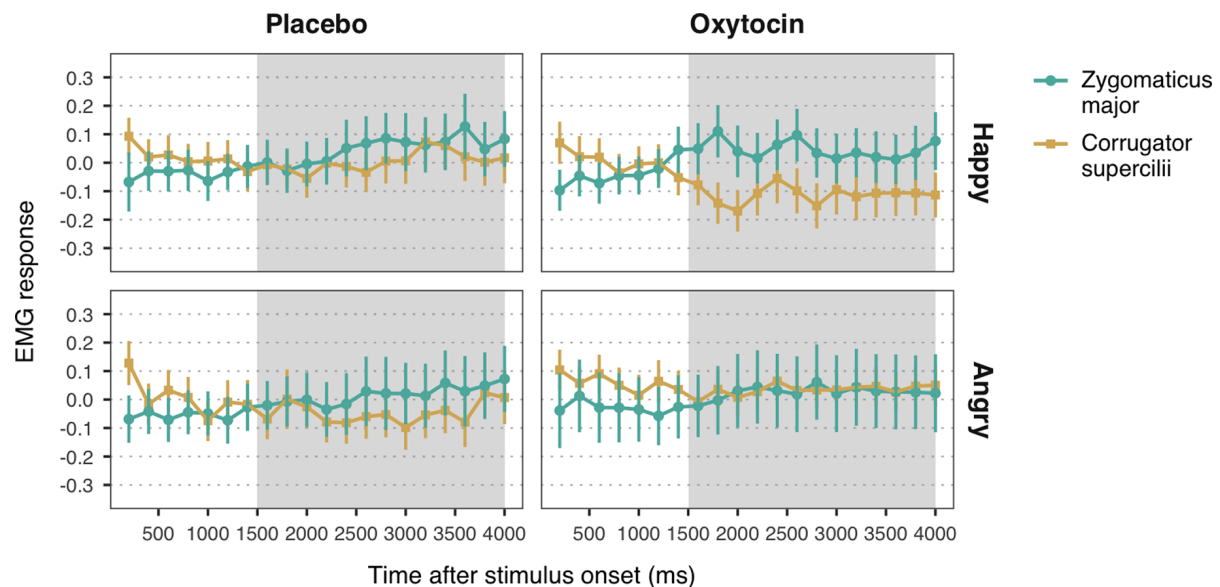 Placebo
Oxytocin
0.3
0.2
0.1
0.0
-0.1
-0.2
-0.3
Happy
Zygomaticus
major
Corrugator
supercilii
EMG response
0.3
0.2
0.1
0.0
-0.1
-0.2
-0.3
Angry
500 1000 1500 2000 2500 3000 3500 4000
500 1000 1500 2000 2500 3000 3500 4000
Time after stimulus onset (ms)